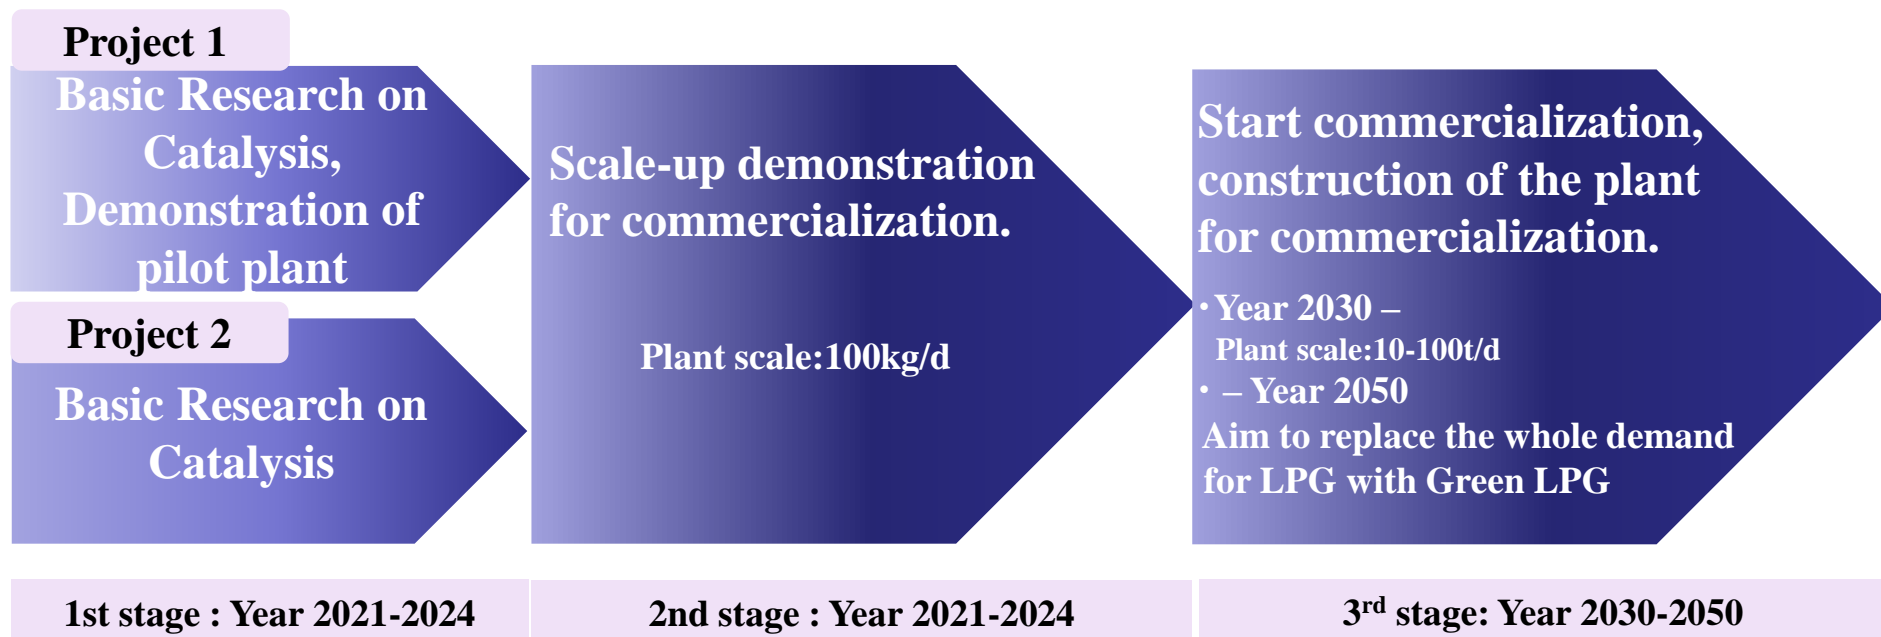 Project 1
Basic Research on
Catalysis,
Demonstration of
pilot plant
Project 2
Basic Research on
Catalysis
Scale-up demonstration
for commercialization.
Plant scale:100kg/d
Start commercialization,
construction of the plant
for commercialization.
・Year 2030 –
Plant scale:10-100t/d
・ – Year 2050
Aim to replace the whole demand
for LPG with Green LPG
1st stage : Year 2021-2024
2nd stage : Year 2021-2024
3rd stage: Year 2030-2050